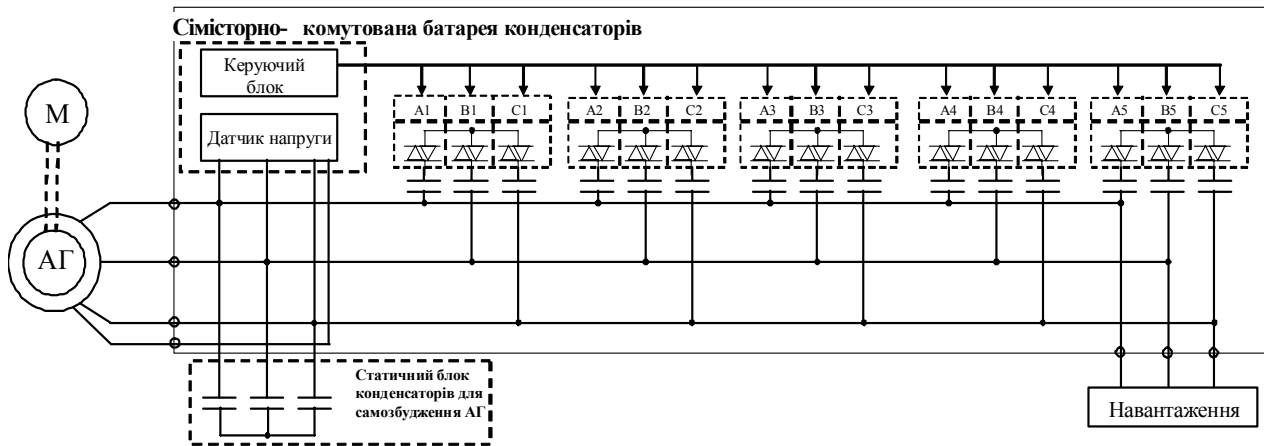 Сімісторно- комутована батарея конденсаторів
Керуючий
блок
Датчик напруги
М
АГ
A1 B1 C1 A2 B2 C2 A3 B3 C3 A4 B4 C4 A5 B5 C5
Статичний блок
конденсаторів для
самозбудження АГ
Навантаження